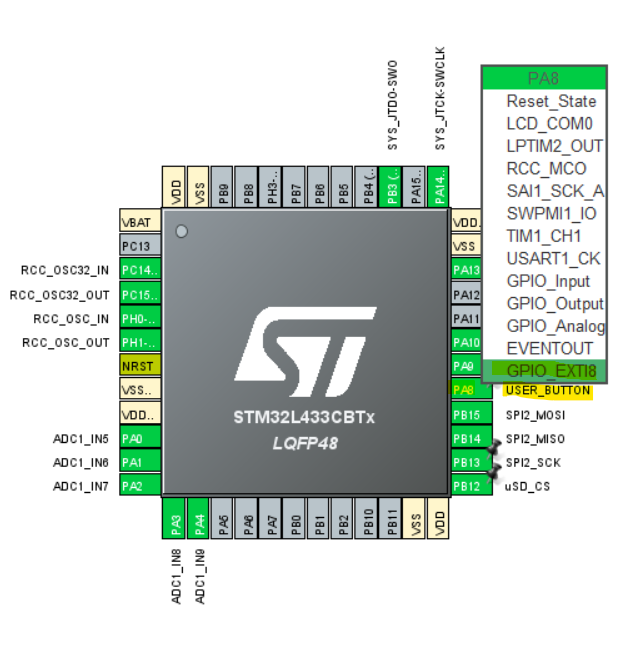 SYS_JTDO-SWO
SYS_JTCK-SWCLK
PA8
Reset_State
LCD_COM0
LPTIM2_OUT
RCC_MCO
SAI1_SCK_A
SWPMI1_IO
TIM1_CH1
USART1_CK
GPIO_Input
GPIO_Output
GPIO_Analog
EVENTOUT
GPIO_EXTI8
VDD
VSS
PB9
PB8
PH3-..
PB7
PB6
PB5
PB4 (..
PB3 (..
PA15..
PA14..
VBAT
PC13
RCC_OSC32_IN PC14..
RCC_OSC32_OUT PC15..
RCC_OSC_IN PH0-..
RCC_OSC_OUT PH1-..
NRST
VSS..
VDD..
ADC1_IN5 PA0
ADC1_IN6 PA1
ADC1_IN7 PA2
STM32L433CBTx
LQFP48
VDD.
VSS
PA13
PA12
PA11
PA10
PA9
PA8 USER_BUTTON
PB15 SPI2_MOSI
PB14 SPI2_MISO
PB13 SPI2_SCK
PB12 uSD_CS
PA3
PA4
PA5
PA6
PA7
PB0
PB1
PB2
PB10
PB11
VSS
VDD
ADC1_IN8
ADC1_IN9